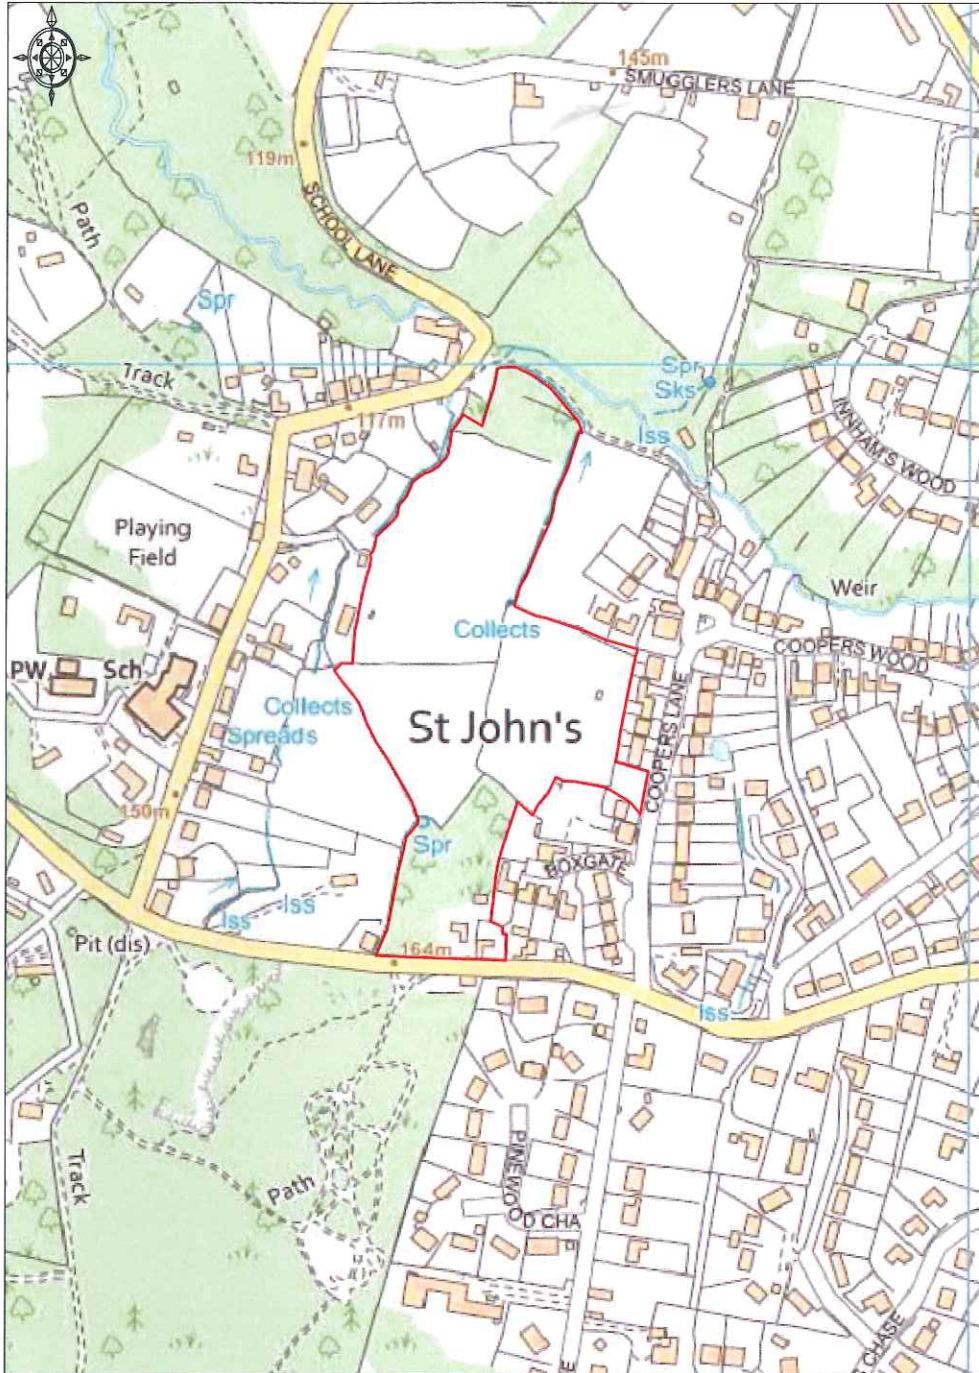 145m
SMUGGLERS LANE
119m
SCHOOL LANE
Path
Spr
Track
117m
Spr
Sks
Iss
INNHAM'S WOOD
Playing
Field
Weir
Collects
COOPERS WOOD
PW
Sch
Collects
Spreads
St John's
COOPERS LANE
150m
Spr
BOXGATE
Iss
Iss
Pit (dis)
164m
Iss
Track
Path
PINEWOOD CHA
CHASE
E